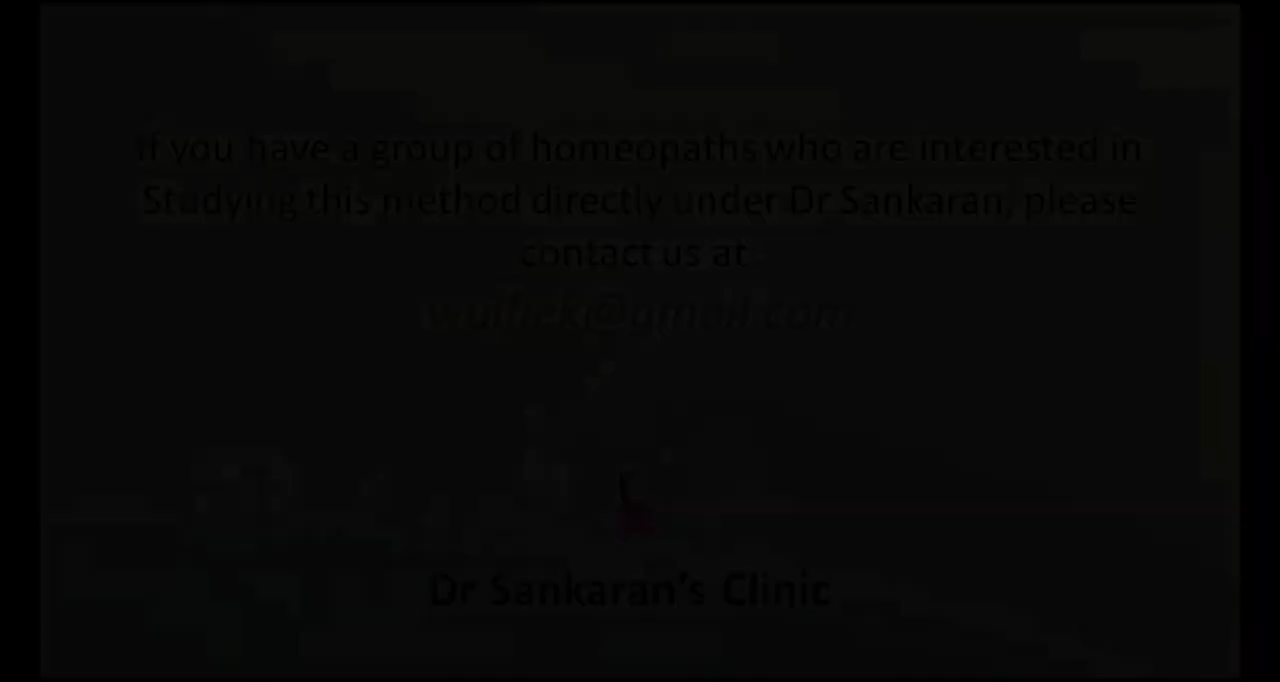 If you have a group of homeopaths who are interested in
Studying this method directly under Dr Sankaran, please
contact us at
Dr Sankaran's Clinic